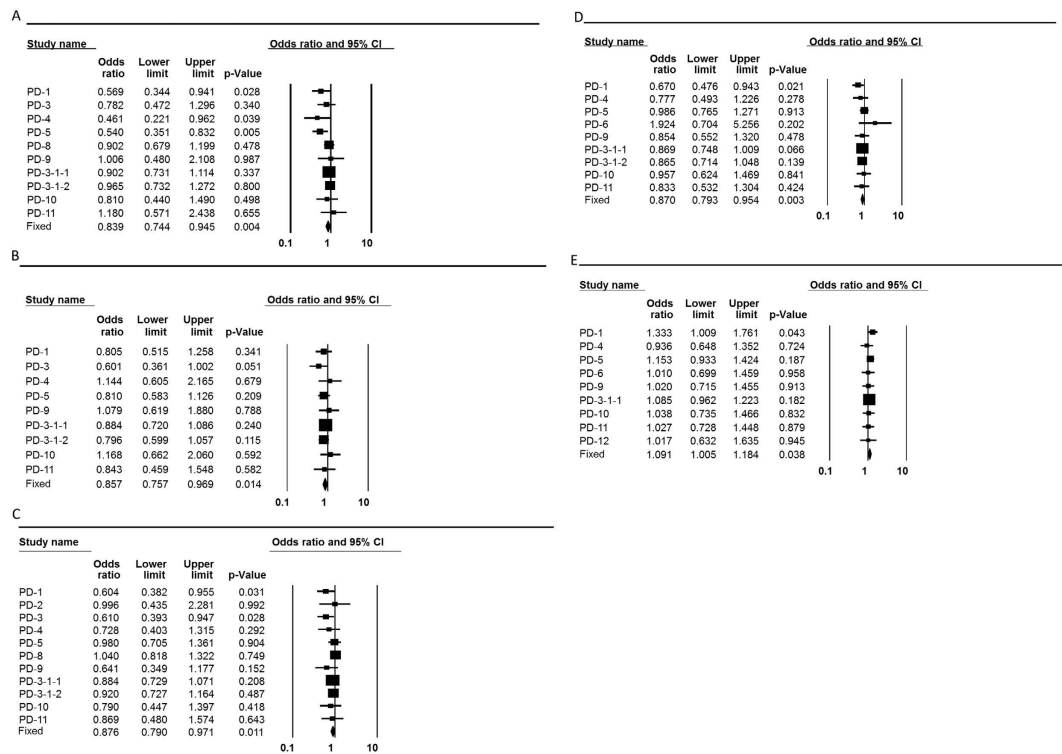 A
Study name Odds ratio and 95% CI
Odds Lower Upper
ratio limit limit p-Value
PD-1 0.569 0.344 0.941 0.028
PD-3 0.782 0.472 1.296 0.340
PD-4 0.461 0.221 0.962 0.039
PD-5 0.540 0.351 0.832 0.005
PD-8 0.902 0.679 1.199 0.478
PD-9 1.006 0.480 2.108 0.987
PD-3-1-1 0.902 0.731 1.114 0.337
PD-3-1-2 0.965 0.732 1.272 0.800
PD-10 0.810 0.440 1.490 0.498
PD-11 1.180 0.571 2.438 0.655
Fixed 0.839 0.744 0.945 0.004
0.1 1 10
B
Study name Odds ratio and 95% CI
Odds Lower Upper
ratio limit limit p-Value
PD-1 0.805 0.515 1.258 0.341
PD-3 0.601 0.361 1.002 0.051
PD-4 1.144 0.605 2.165 0.679
PD-5 0.810 0.583 1.126 0.209
PD-9 1.079 0.619 1.880 0.788
PD-3-1-1 0.884 0.720 1.086 0.240
PD-3-1-2 0.796 0.599 1.057 0.115
PD-10 1.168 0.662 2.060 0.592
PD-11 0.843 0.459 1.548 0.582
Fixed 0.857 0.757 0.969 0.014
0.1 1 10
C
Study name Odds ratio and 95% CI
Odds Lower Upper
ratio limit limit p-Value
PD-1 0.604 0.382 0.955 0.031
PD-2 0.996 0.435 2.281 0.992
PD-3 0.610 0.393 0.947 0.028
PD-4 0.728 0.403 1.315 0.292
PD-5 0.980 0.705 1.361 0.904
PD-8 1.040 0.818 1.322 0.749
PD-9 0.641 0.349 1.177 0.152
PD-3-1-1 0.884 0.729 1.071 0.208
PD-3-1-2 0.920 0.727 1.164 0.487
PD-10 0.790 0.447 1.397 0.418
PD-11 0.869 0.480 1.574 0.643
Fixed 0.876 0.790 0.971 0.011
0.1 1 10
D
Study name Odds ratio and 95% CI
Odds Lower Upper
ratio limit limit p-Value
PD-1 0.670 0.476 0.943 0.021
PD-4 0.777 0.493 1.226 0.278
PD-5 0.986 0.765 1.271 0.913
PD-6 1.924 0.704 5.256 0.202
PD-9 0.854 0.552 1.320 0.478
PD-3-1-1 0.869 0.748 1.009 0.066
PD-3-1-2 0.865 0.714 1.048 0.139
PD-10 0.957 0.624 1.469 0.841
PD-11 0.833 0.532 1.304 0.424
Fixed 0.870 0.793 0.954 0.003
0.1 1 10
E
Study name Odds ratio and 95% CI
Odds Lower Upper
ratio limit limit p-Value
PD-1 1.333 1.009 1.761 0.043
PD-4 0.936 0.648 1.352 0.724
PD-5 1.153 0.933 1.424 0.187
PD-6 1.010 0.699 1.459 0.958
PD-9 1.020 0.715 1.455 0.913
PD-3-1-1 1.085 0.962 1.223 0.182
PD-10 1.038 0.735 1.466 0.832
PD-11 1.027 0.728 1.448 0.879
PD-12 1.017 0.632 1.635 0.945
Fixed 1.091 1.005 1.184 0.038
0.1 1 10